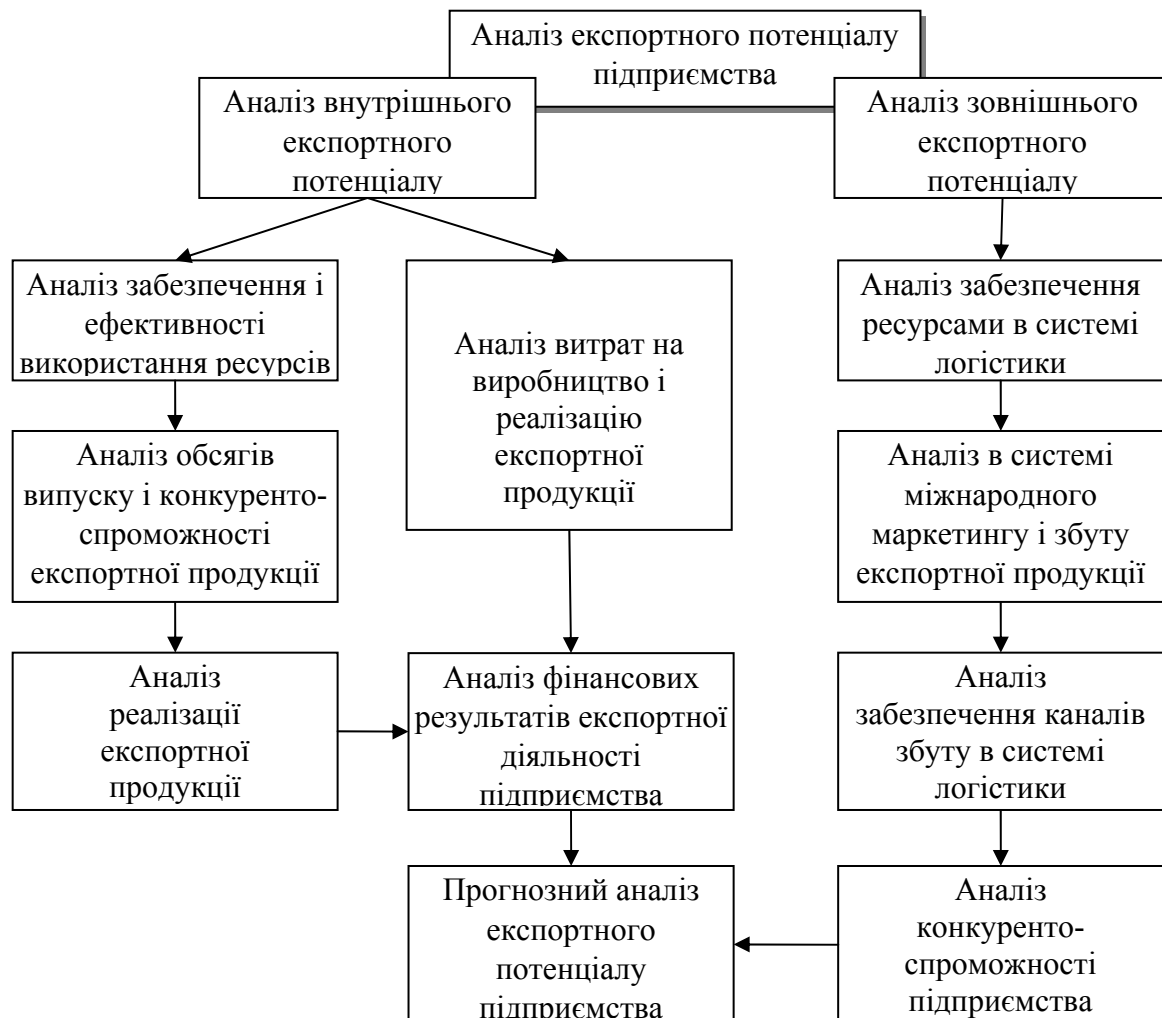 Аналіз експортного потенціалу
підприємства
Аналіз внутрішнього
експортного
потенціалу
Аналіз зовнішнього
експортного
потенціалу
Аналіз забезпечення і
ефективності
використання ресурсів
Аналіз витрат на
виробництво і
реалізацію
експортної
продукції
Аналіз забезпечення
ресурсами в системі
логістики
Аналіз обсягів
випуску і конкуренто-
спроможності
експортної продукції
Аналіз в системі
міжнародного
маркетингу і збуту
експортної продукції
Аналіз
реалізації
експортної
продукції
Аналіз фінансових
результатів експортної
діяльності
підприємства
Аналіз
забезпечення каналів
збуту в системі
логістики
Прогнозний аналіз
експортного
потенціалу
підприємства
Аналіз
конкуренто-
спроможності
підприємства